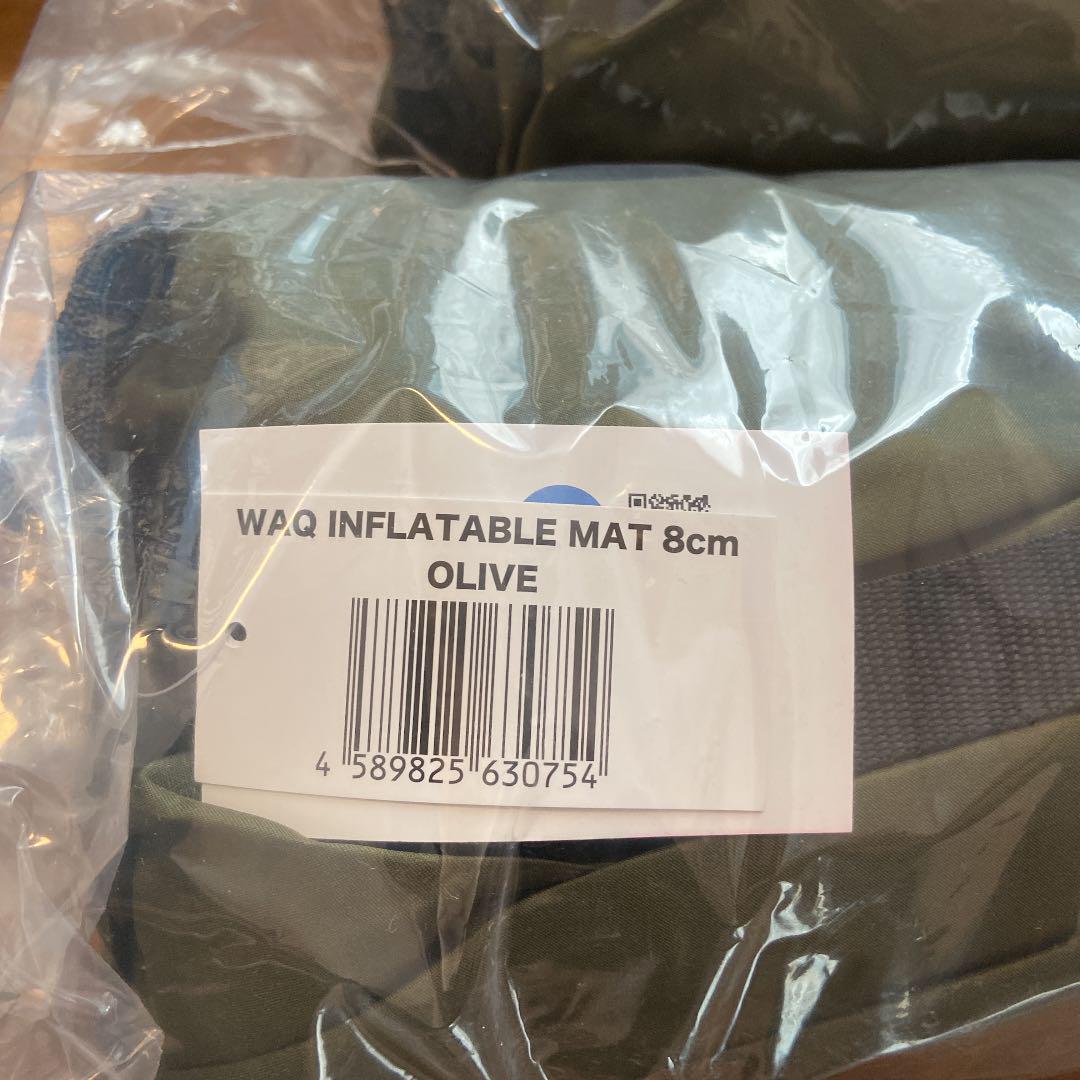 WAQ INFLATABLE MAT 8cm
OLIVE
4 589825 630754